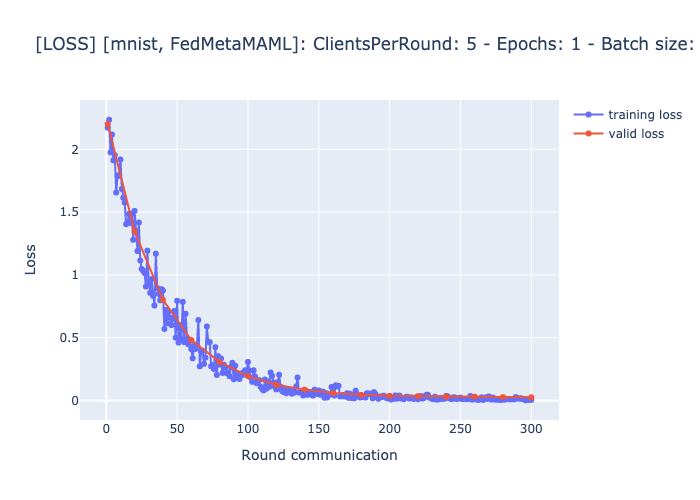 [LOSS] [mnist, FedMetaMAML]: ClientsPerRound: 5 - Epochs: 1 - Batch size:
training loss
valid loss
2
1.5
1
0.5
0
Loss
0 50 100 150 200 250 300
Round communication